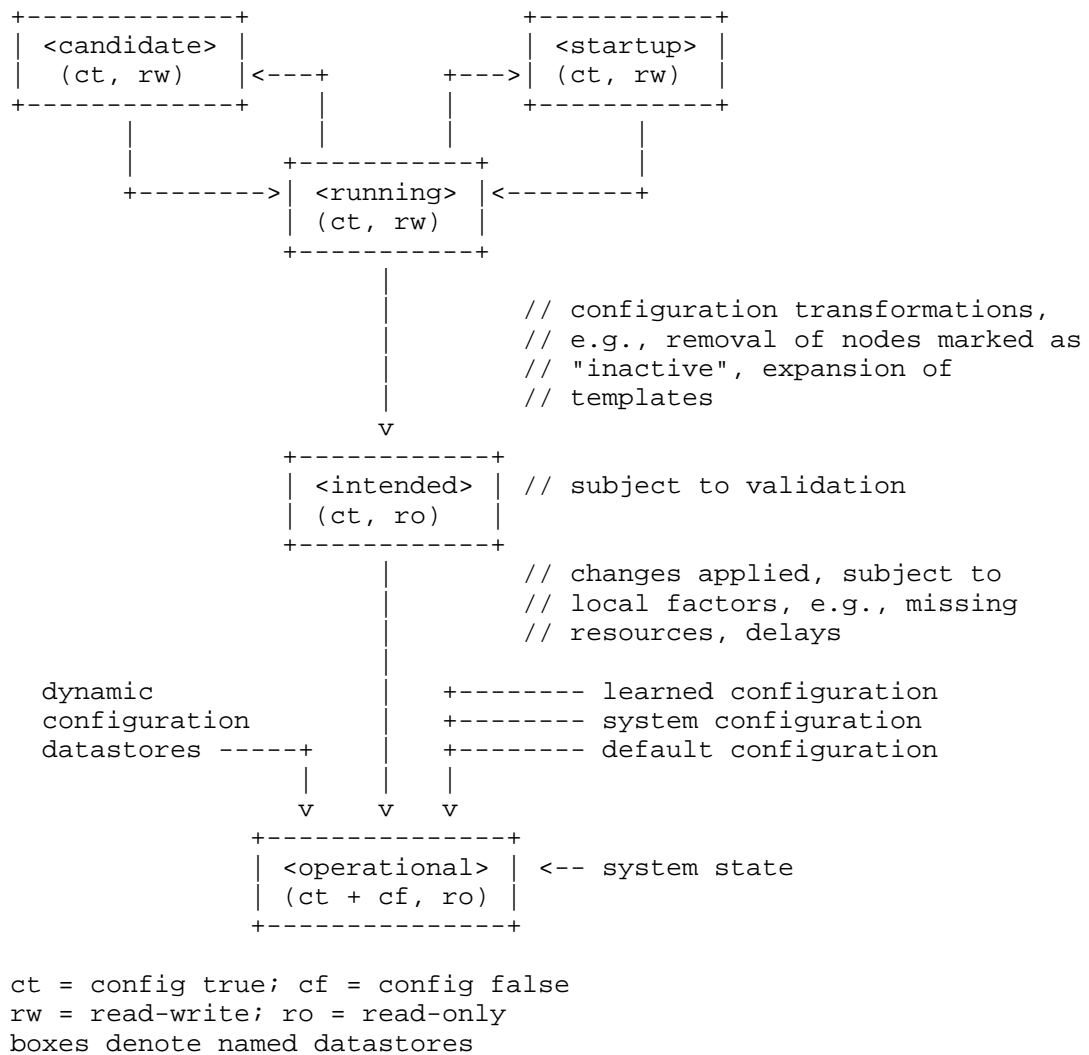 +-------------+                 +-----------+
| <candidate> |                 | <startup> |
|  (ct, rw)   |<---+       +--->| (ct, rw)  |
+-------------+    |       |    +-----------+
       |           |       |           |
       |         +-----------+         |
       +-------->| <running> |<--------+
                 | (ct, rw)  |
                 +-----------+
                       |
                       |        // configuration transformations,
                       |        // e.g., removal of nodes marked as
                       |        // "inactive", expansion of
                       |        // templates
                       v
                 +------------+
                 | <intended> | // subject to validation
                 | (ct, ro)   |
                 +------------+
                       |        // changes applied, subject to
                       |        // local factors, e.g., missing
                       |        // resources, delays
                       |
  dynamic              |   +-------- learned configuration
  configuration        |   +-------- system configuration
  datastores -----+    |   +-------- default configuration
                  |    |   |
                  v    v   v
               +---------------+
               | <operational> | <-- system state
               | (ct + cf, ro) |
               +---------------+

ct = config true; cf = config false
rw = read-write; ro = read-only
boxes denote named datastores